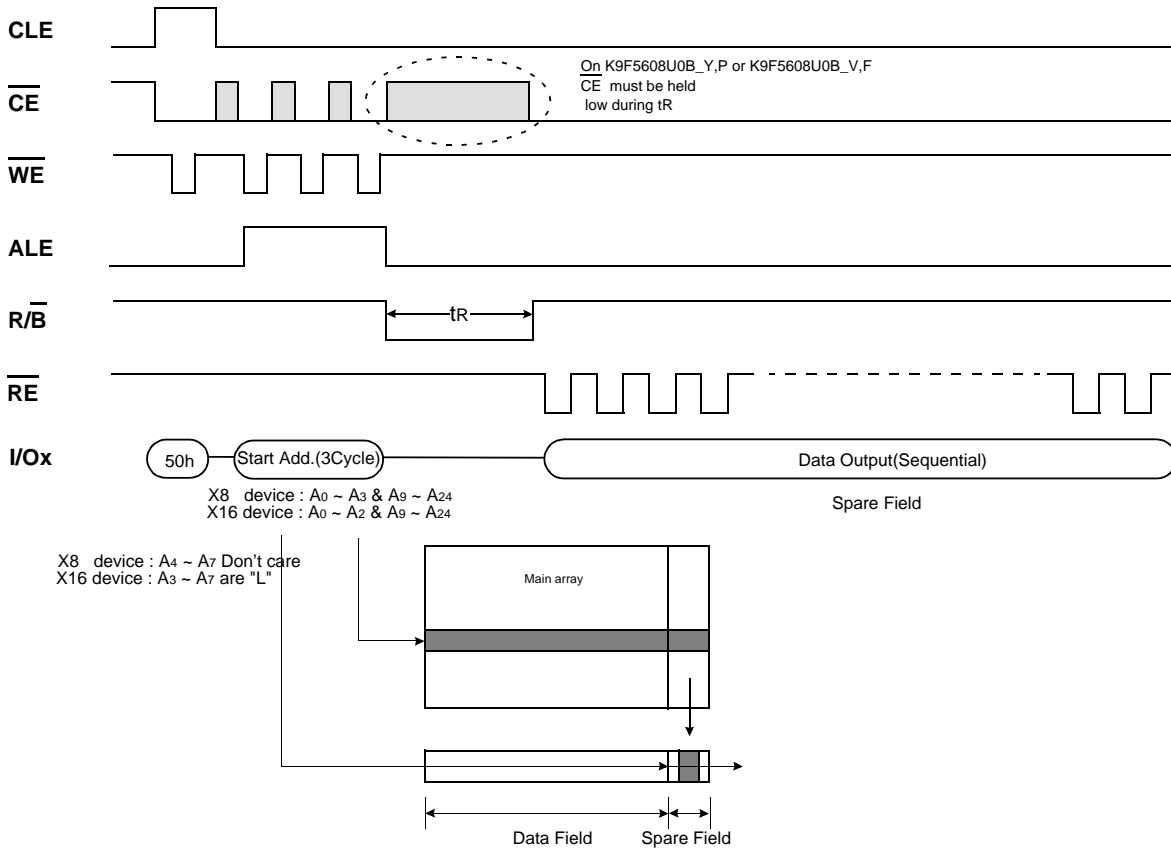 CLE
On K9F5608U0B_Y,P or K9F5608U0B_V,F
CE must be held
low during tR
CE
WE
ALE
R/B
tR
RE
I/Ox
50h
Start Add.(3Cycle)
Data Output(Sequential)
X8 device : A0 ~ A3 & A9 ~ A24
X16 device : A0 ~ A2 & A9 ~ A24
Spare Field
X8 device : A4 ~ A7 Don't care
X16 device : A3 ~ A7 are "L"
Main array
Data Field
Spare Field